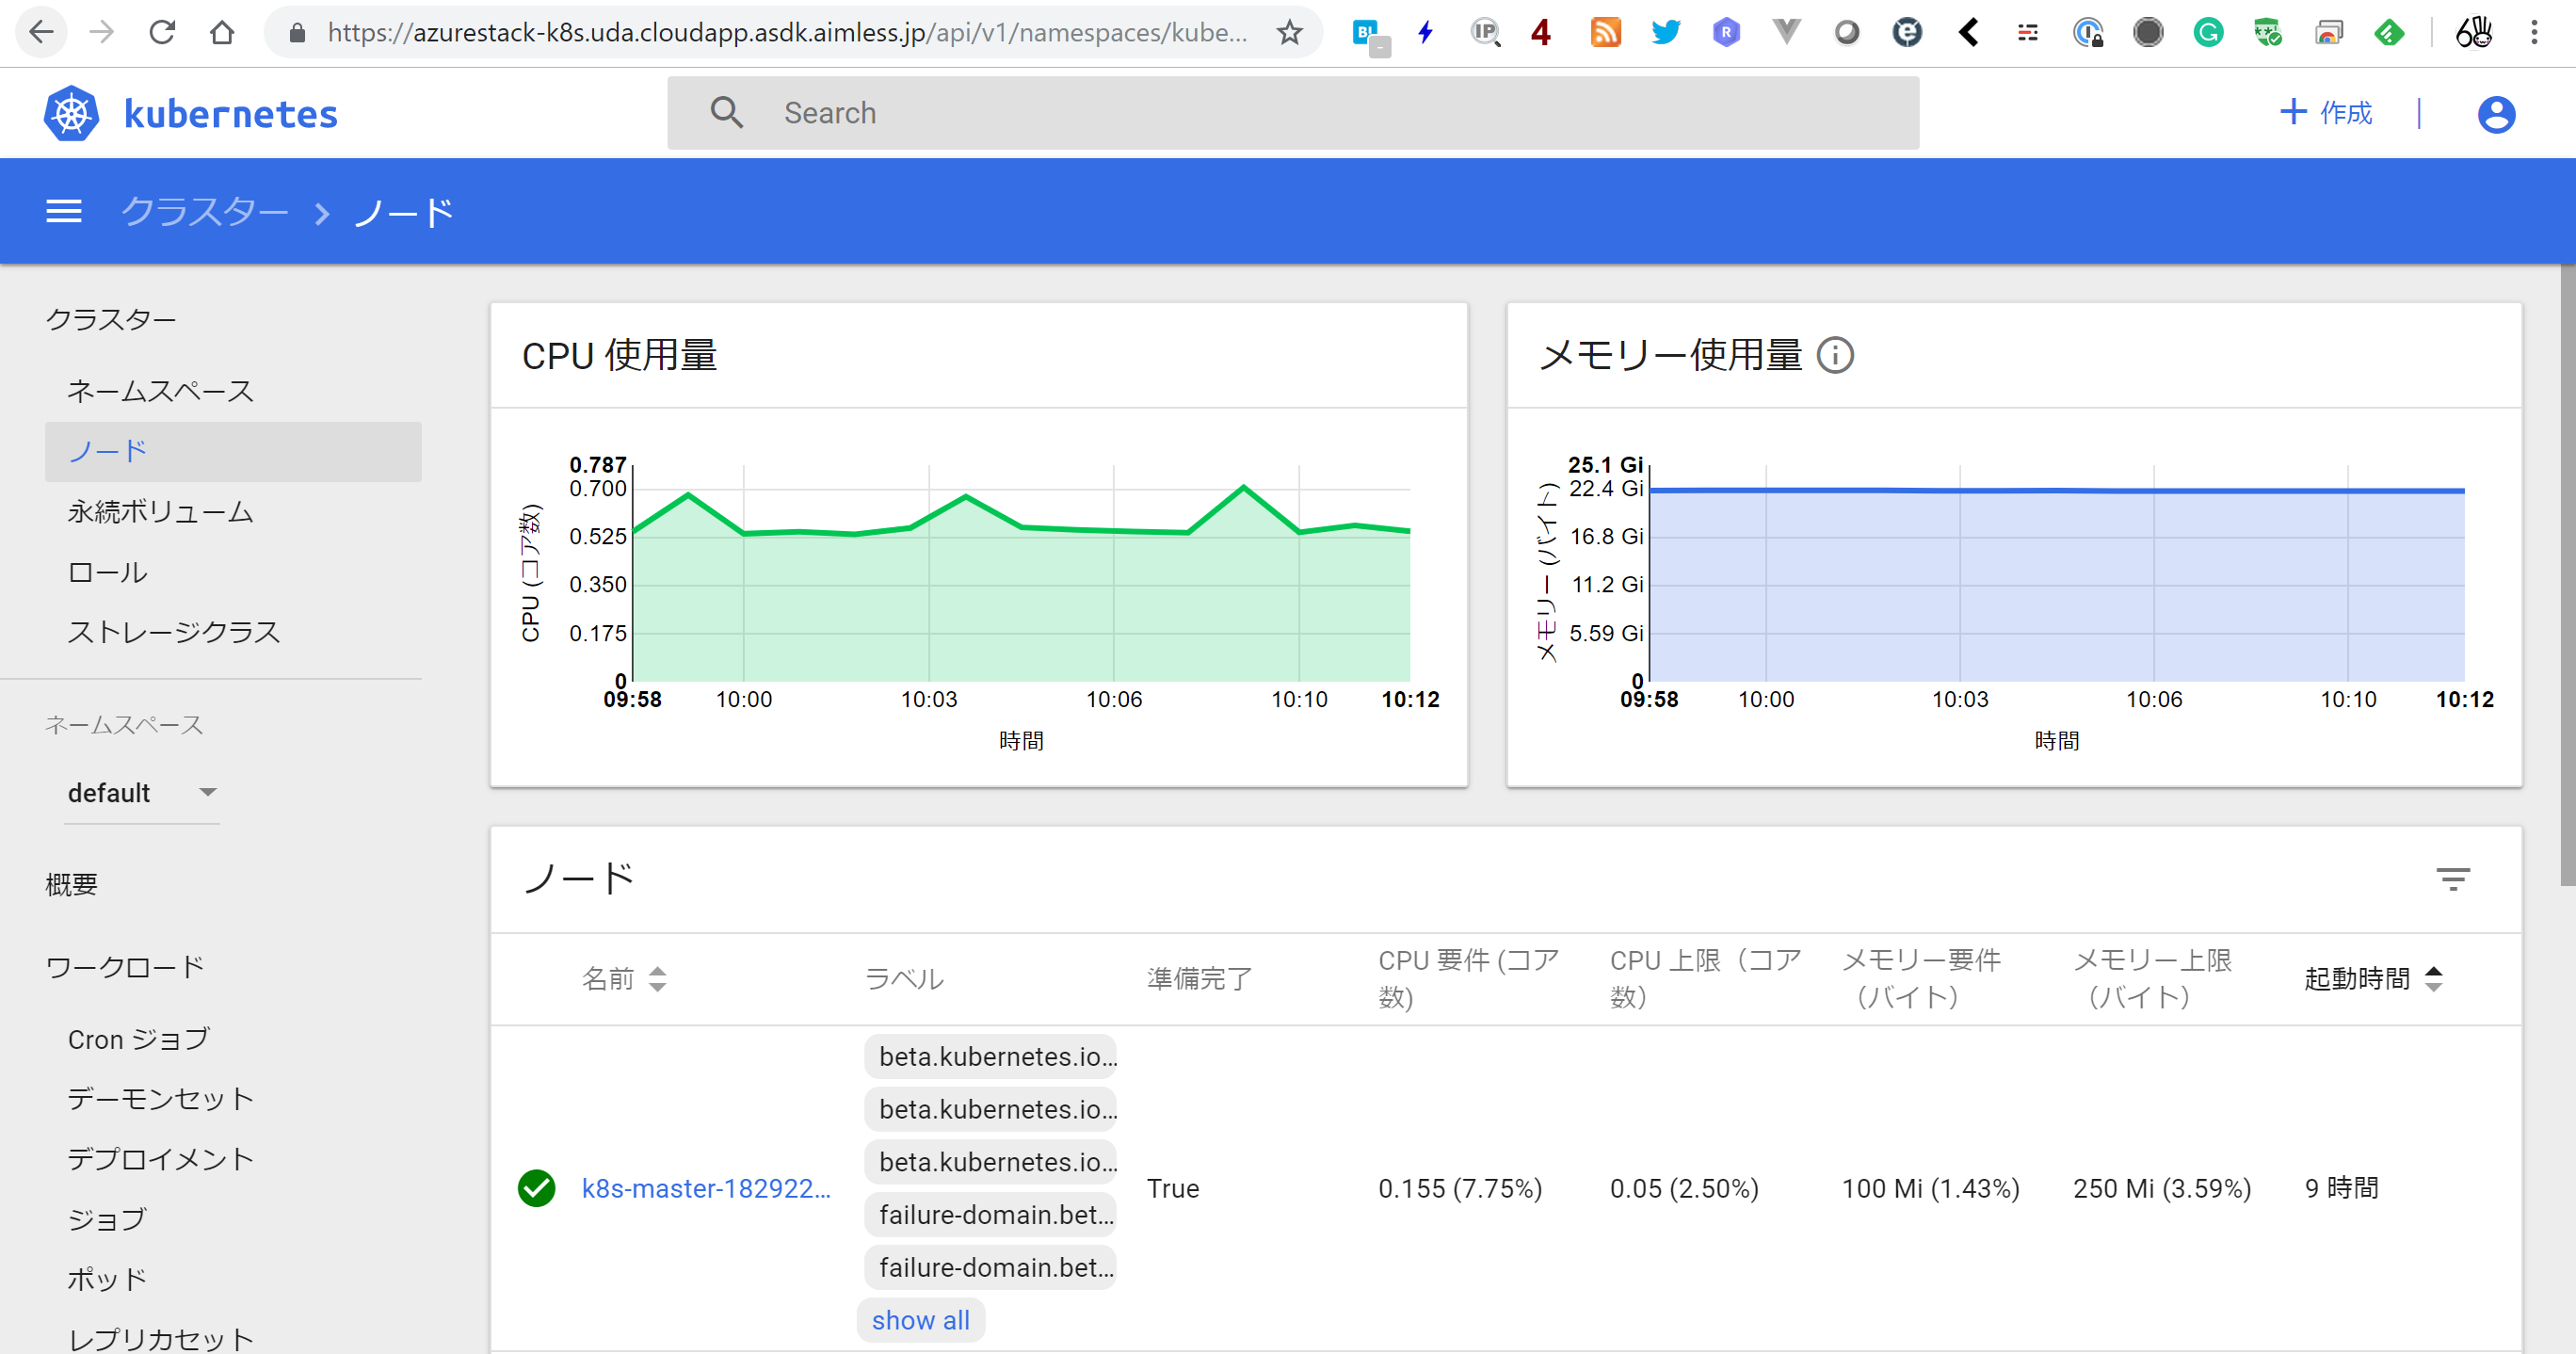 https://azurestack-k8s.uda.cloudapp.asdk.aimless.jp/api/v1/namespaces/kube...
kubernetes
Search
作成
クラスター > ノード
クラスター
ネームスペース
ノード
永続ボリューム
ロール
ストレージクラス
ネームスペース
default
概要
ワークロード
Cron ジョブ
デーモンセット
デプロイメント
ジョブ
ポッド
レプリカセット
CPU 使用量
CPU (コア数)
0.787
0.700
0.525
0.350
0.175
0
09:58 10:00 10:03 10:06 10:10 10:12
時間
メモリー使用量
メモリー (バイト)
25.1 Gi
22.4 Gi
16.8 Gi
11.2 Gi
5.59 Gi
0
09:58 10:00 10:03 10:06 10:10 10:12
時間
ノード
名前
ラベル
準備完了
CPU 要件 (コア
数)
CPU 上限（コア
数）
メモリー要件
（バイト）
メモリー上限
（バイト）
起動時間
k8s-master-182922...
beta.kubernetes.io...
beta.kubernetes.io...
beta.kubernetes.io...
failure-domain.bet...
failure-domain.bet...
show all
True
0.155 (7.75%)
0.05 (2.50%)
100 Mi (1.43%)
250 Mi (3.59%)
9 時間